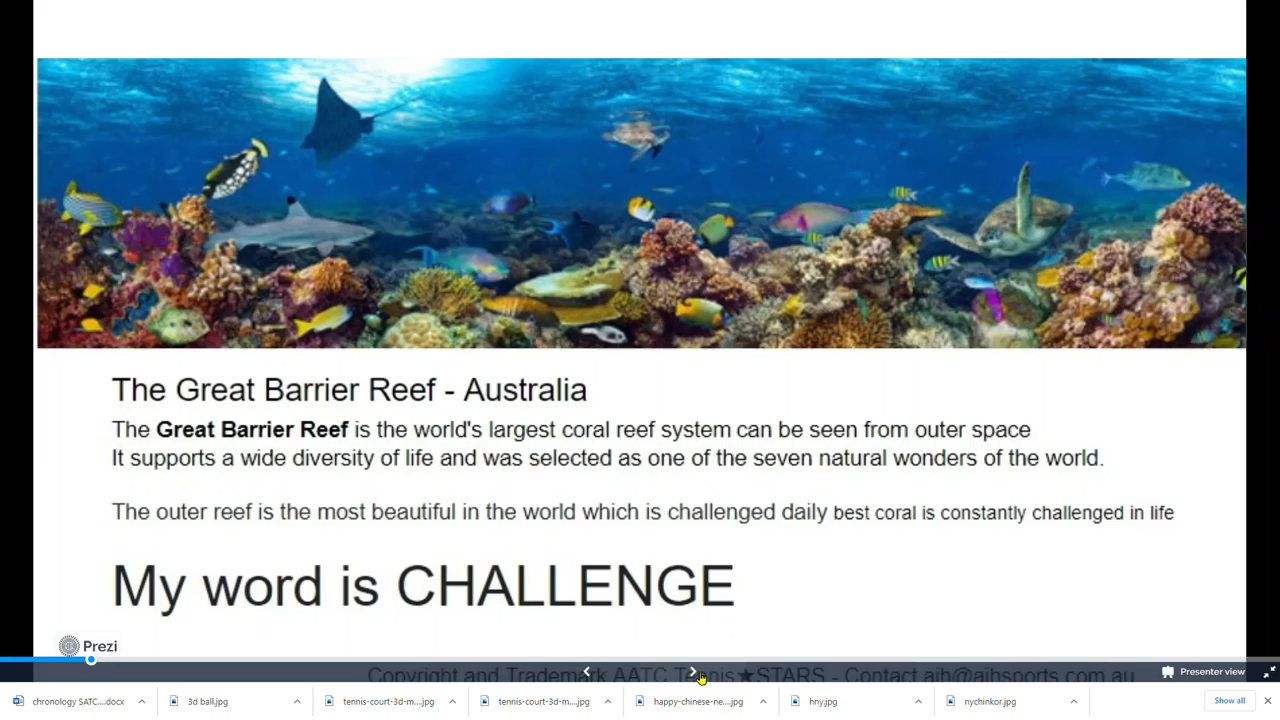 The Great Barrier Reef - Australia
The Great Barrier Reef is the world's largest coral reef system can be seen from outer space
It supports a wide diversity of life and was selected as one of the seven natural wonders of the world.
The outer reef is the most beautiful in the world which is challenged daily best coral is constantly challenged in life
My word is CHALLENGE
Prezi
Copyright and Trademark AATC Tennis★STARS - Contact aih@aihsports.com.au
Presenter view
chronology SATC....docx
3d ball.jpg
tennis-court-3d-m....jpg
tennis-court-3d-m....jpg
happy-chinese-ne....jpg
hny.jpg
nychinkor.jpg
Show all